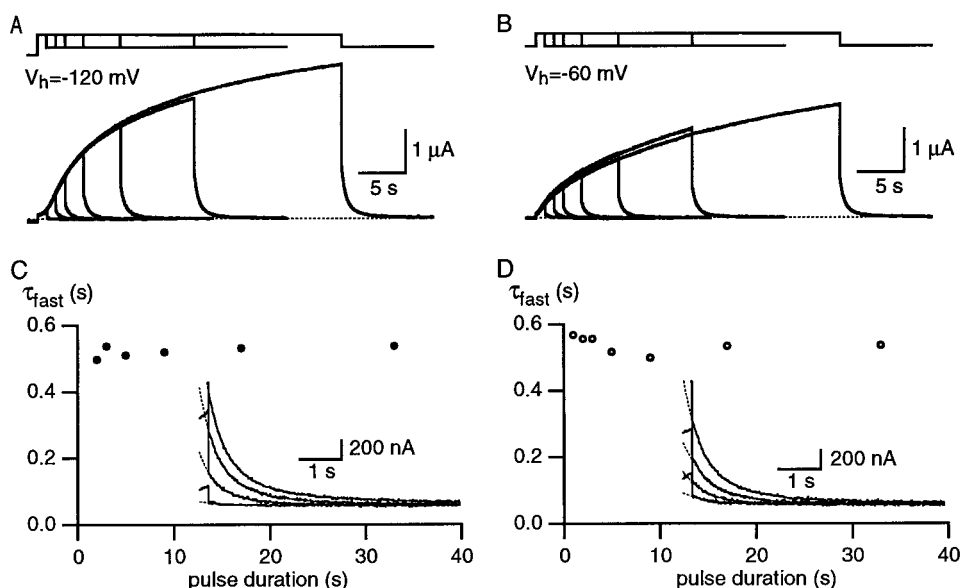 A
V_h=-120 mV
1 μA
5 s
B
V_h=-60 mV
1 μA
5 s
C
τ_fast (s)
0.6
0.4
0.2
0.0
200 nA
1 s
0 10 20 30 40
pulse duration (s)
D
τ_fast (s)
0.6
0.4
0.2
0.0
200 nA
1 s
0 10 20 30 40
pulse duration (s)